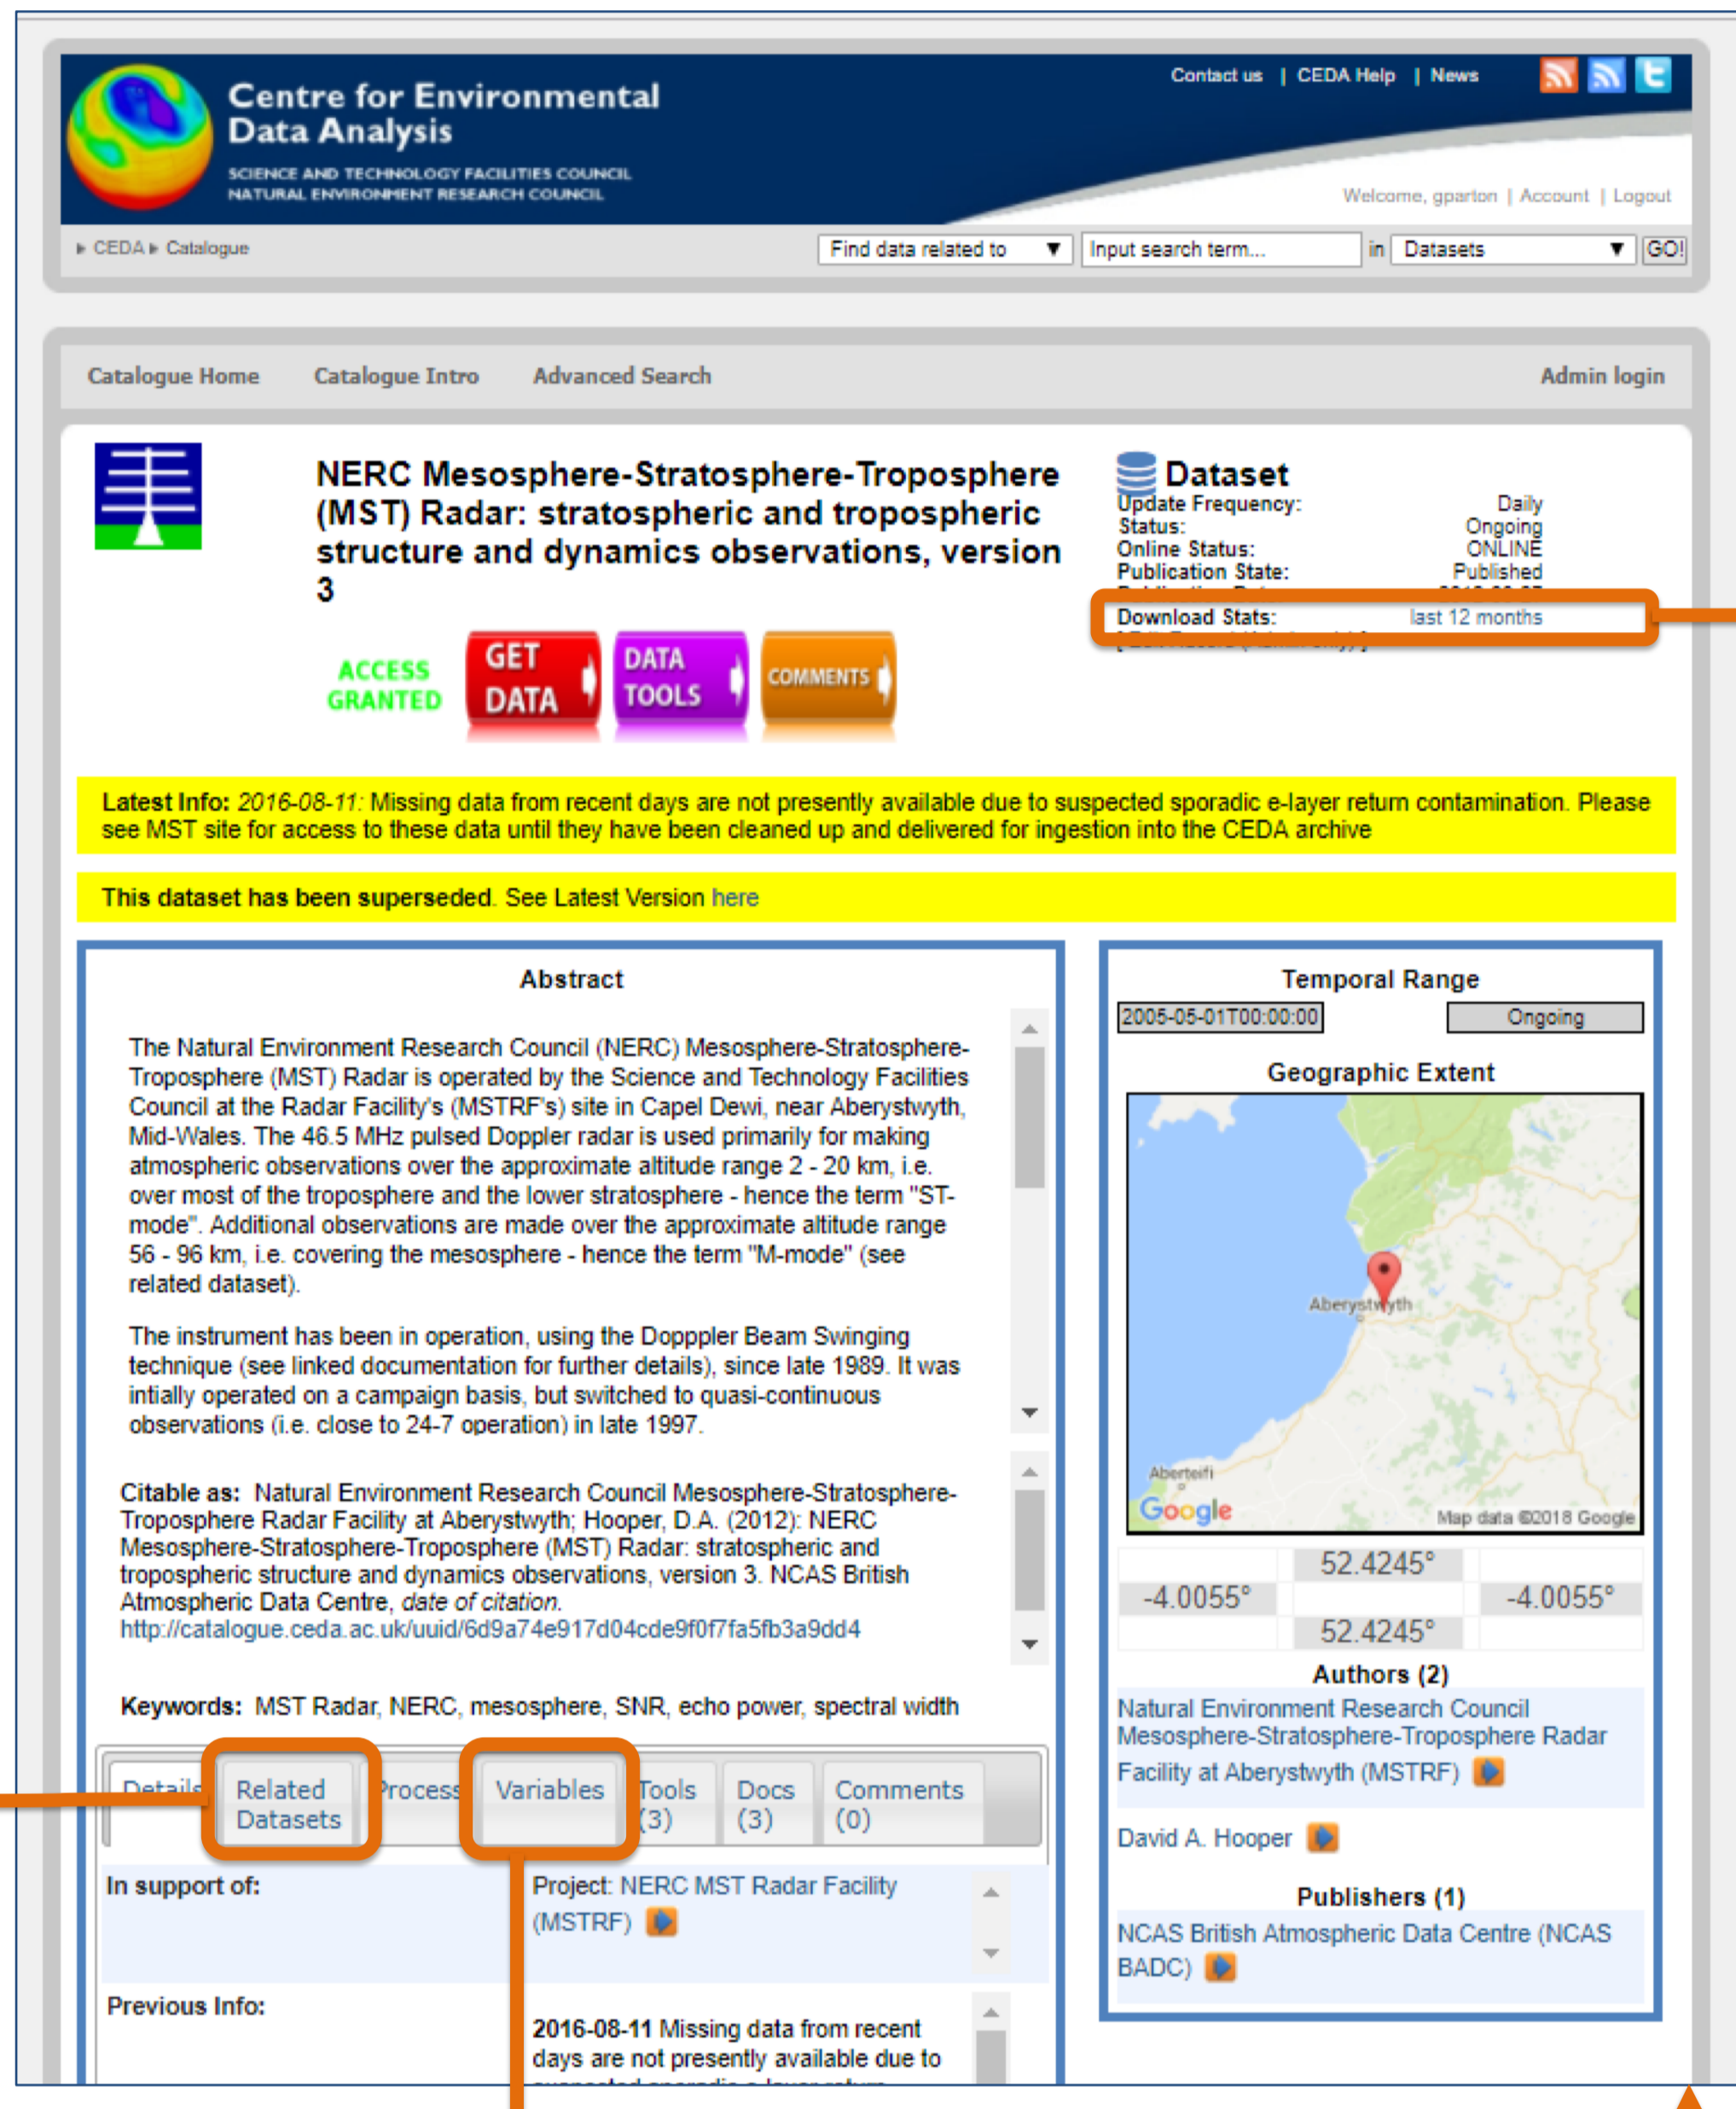 Centre for Environmental
Data Analysis
SCIENCE AND TECHNOLOGY FACILITIES COUNCIL
NATURAL ENVIRONMENT RESEARCH COUNCIL
Contact us | CEDA Help | News
Welcome, gparton | Account | Logout
CEDA Catalogue
Find data related to
Input search term...
in
Datasets
GO!
Catalogue Home
Catalogue Intro
Advanced Search
Admin login
NERC Mesosphere-Stratosphere-Troposphere
(MST) Radar: stratospheric and tropospheric
structure and dynamics observations, version
3
ACCESS
GRANTED
GET
DATA
DATA
TOOLS
COMMENTS
Dataset
Update Frequency: Daily
Status: Ongoing
Online Status: ONLINE
Publication State: Published
Download Stats: last 12 months
Latest Info: 2016-08-11: Missing data from recent days are not presently available due to suspected sporadic e-layer return contamination. Please
see MST site for access to these data until they have been cleaned up and delivered for ingestion into the CEDA archive
This dataset has been superseded. See Latest Version here
Abstract
The Natural Environment Research Council (NERC) Mesosphere-Stratosphere-
Troposphere (MST) Radar is operated by the Science and Technology Facilities
Council at the Radar Facility's (MSTRF's) site in Capel Dewi, near Aberystwyth,
Mid-Wales. The 46.5 MHz pulsed Doppler radar is used primarily for making
atmospheric observations over the approximate altitude range 2 - 20 km, i.e.
over most of the troposphere and the lower stratosphere - hence the term "ST-
mode". Additional observations are made over the approximate altitude range
56 - 96 km, i.e. covering the mesosphere - hence the term "M-mode" (see
related dataset).
The instrument has been in operation, using the Dopppler Beam Swinging
technique (see linked documentation for further details), since late 1989. It was
intially operated on a campaign basis, but switched to quasi-continuous
observations (i.e. close to 24-7 operation) in late 1997.
Citable as: Natural Environment Research Council Mesosphere-Stratosphere-
Troposphere Radar Facility at Aberystwyth; Hooper, D.A. (2012): NERC
Mesosphere-Stratosphere-Troposphere (MST) Radar: stratospheric and
tropospheric structure and dynamics observations, version 3. NCAS British
Atmospheric Data Centre, date of citation.
http://catalogue.ceda.ac.uk/uuid/6d9a74e917d04cde9f0f7fa5fb3a9dd4
Keywords: MST Radar, NERC, mesosphere, SNR, echo power, spectral width
Details
Related
Datasets
Process
Variables
Tools
(3)
Docs
(3)
Comments
(0)
In support of:
Project: NERC MST Radar Facility
(MSTRF)
Previous Info:
2016-08-11 Missing data from recent
days are not presently available due to
Temporal Range
2005-05-01T00:00:00
Ongoing
Geographic Extent
Aberystwyth
Aberteifi
Google
Map data ©2018 Google
52.4245°
-4.0055° -4.0055°
52.4245°
Authors (2)
Natural Environment Research Council
Mesosphere-Stratosphere-Troposphere Radar
Facility at Aberystwyth (MSTRF)
David A. Hooper
Publishers (1)
NCAS British Atmospheric Data Centre (NCAS
BADC)